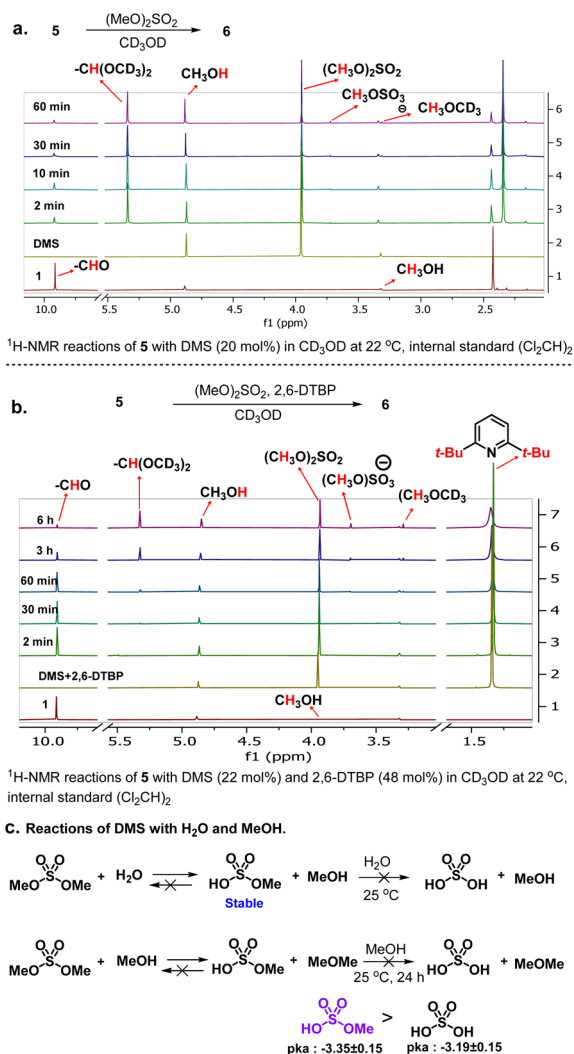 a.
5 (MeO)2SO2 6
CD3OD
-CH(OCD3)2
CH3OH
(CH3O)2SO2
CH3OSO3 ⊖
CH3OCD3
60 min
6
30 min
5
10 min
4
2 min
3
DMS
2
-CHO
CH3OH
1
1
10.0 5.5 5.0 4.5 4.0 3.5 3.0 2.5
f1 (ppm)
1H-NMR reactions of 5 with DMS (20 mol%) in CD3OD at 22 oC, internal standard (Cl2CH)2
b.
5 (MeO)2SO2, 2,6-DTBP 6
CD3OD
t-Bu N t-Bu
-CHO
-CH(OCD3)2
CH3OH
(CH3O)2SO2
(CH3O)SO3 ⊖
(CH3OCD3
6 h
7
3 h
6
60 min
5
30 min
4
2 min
3
DMS+2,6-DTBP
2
CH3OH
1
1
10.0 5.5 5.0 4.5 4.0 3.5 1.5
f1 (ppm)
1H-NMR reactions of 5 with DMS (22 mol%) and 2,6-DTBP (48 mol%) in CD3OD at 22 oC,
internal standard (Cl2CH)2
c. Reactions of DMS with H2O and MeOH.
O O
S
MeO OMe + H2O
O O
S
HO OMe + MeOH
H2O
25 oC
O O
S
HO OH + MeOH
Stable
O O
S
MeO OMe + MeOH
O O
S
HO OMe + MeOMe
MeOH
25 oC, 24 h
O O
S
HO OH + MeOMe
O O
S
HO OMe > O O
S
HO OH
pka : -3.35±0.15 pka : -3.19±0.15